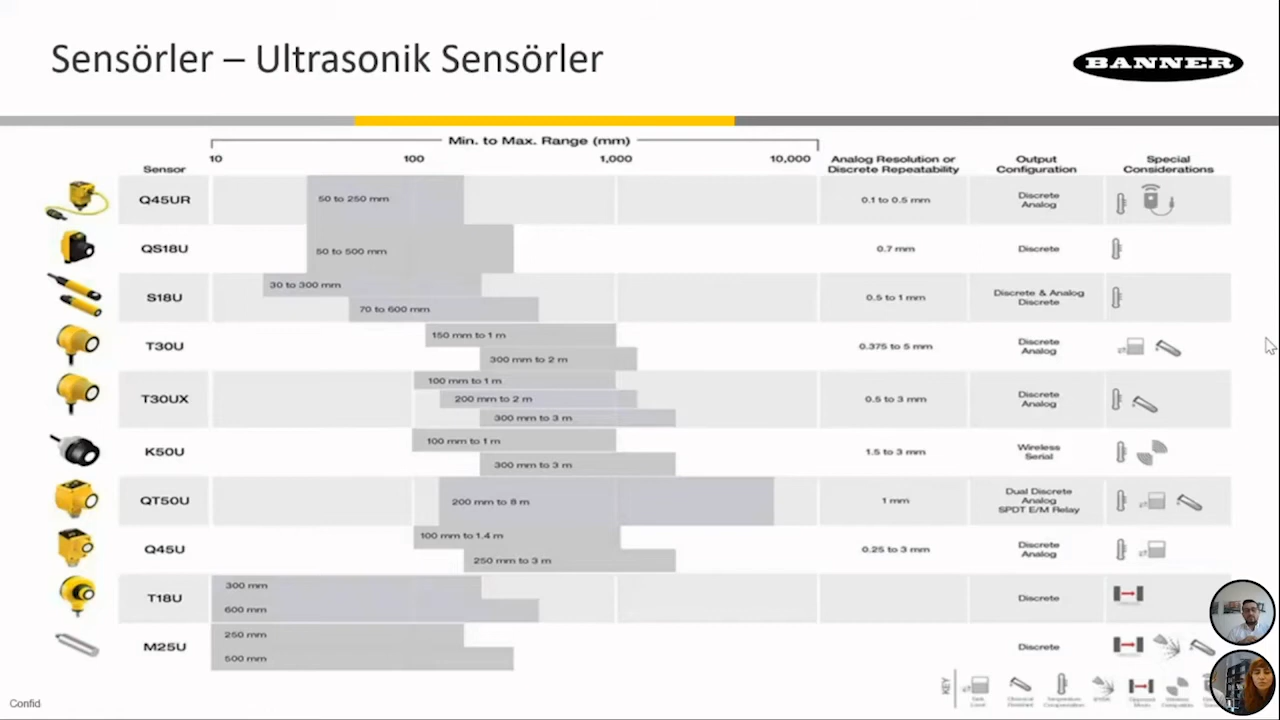 Sensörler – Ultrasonik Sensörler
BANNER
Min. to Max. Range (mm)
10
100
1,000
10,000
Sensor
Analog Resolution or
Discrete Repeatability
Output
Configuration
Special
Considerations
Q45UR
50 to 250 mm
0.1 to 0.5 mm
Discrete
Analog
QS18U
50 to 500 mm
0.7 mm
Discrete
S18U
30 to 300 mm
70 to 600 mm
0.5 to 1 mm
Discrete & Analog
Discrete
T30U
150 mm to 1 m
300 mm to 2 m
0.375 to 5 mm
Discrete
Analog
T30UX
100 mm to 1 m
200 mm to 2 m
300 mm to 3 m
0.5 to 3 mm
Discrete
Analog
K50U
100 mm to 1 m
300 mm to 3 m
1.5 to 3 mm
Wireless
Serial
QT50U
200 mm to 8 m
1 mm
Dual Discrete
Analog
SPDT E/M Relay
Q45U
100 mm to 1.4 m
250 mm to 3 m
0.25 to 3 mm
Discrete
Analog
T18U
300 mm
600 mm
Discrete
M25U
250 mm
500 mm
Discrete
KEY
Confid